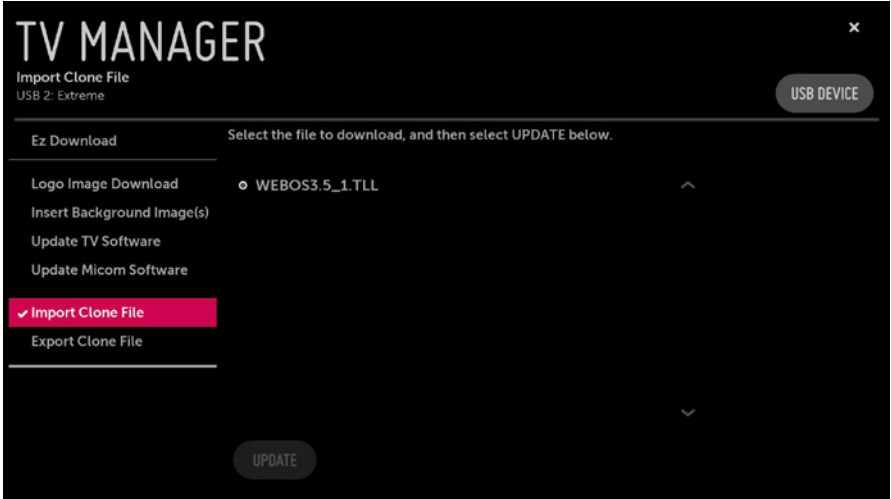 TV MANAGER
Import Clone File
USB 2: Extreme
USB DEVICE
Ez Download
Select the file to download, and then select UPDATE below.
Logo Image Download
WEBOS3.5_1.TLL
Insert Background Image(s)
Update TV Software
Update Micom Software
Import Clone File
Export Clone File
UPDATE